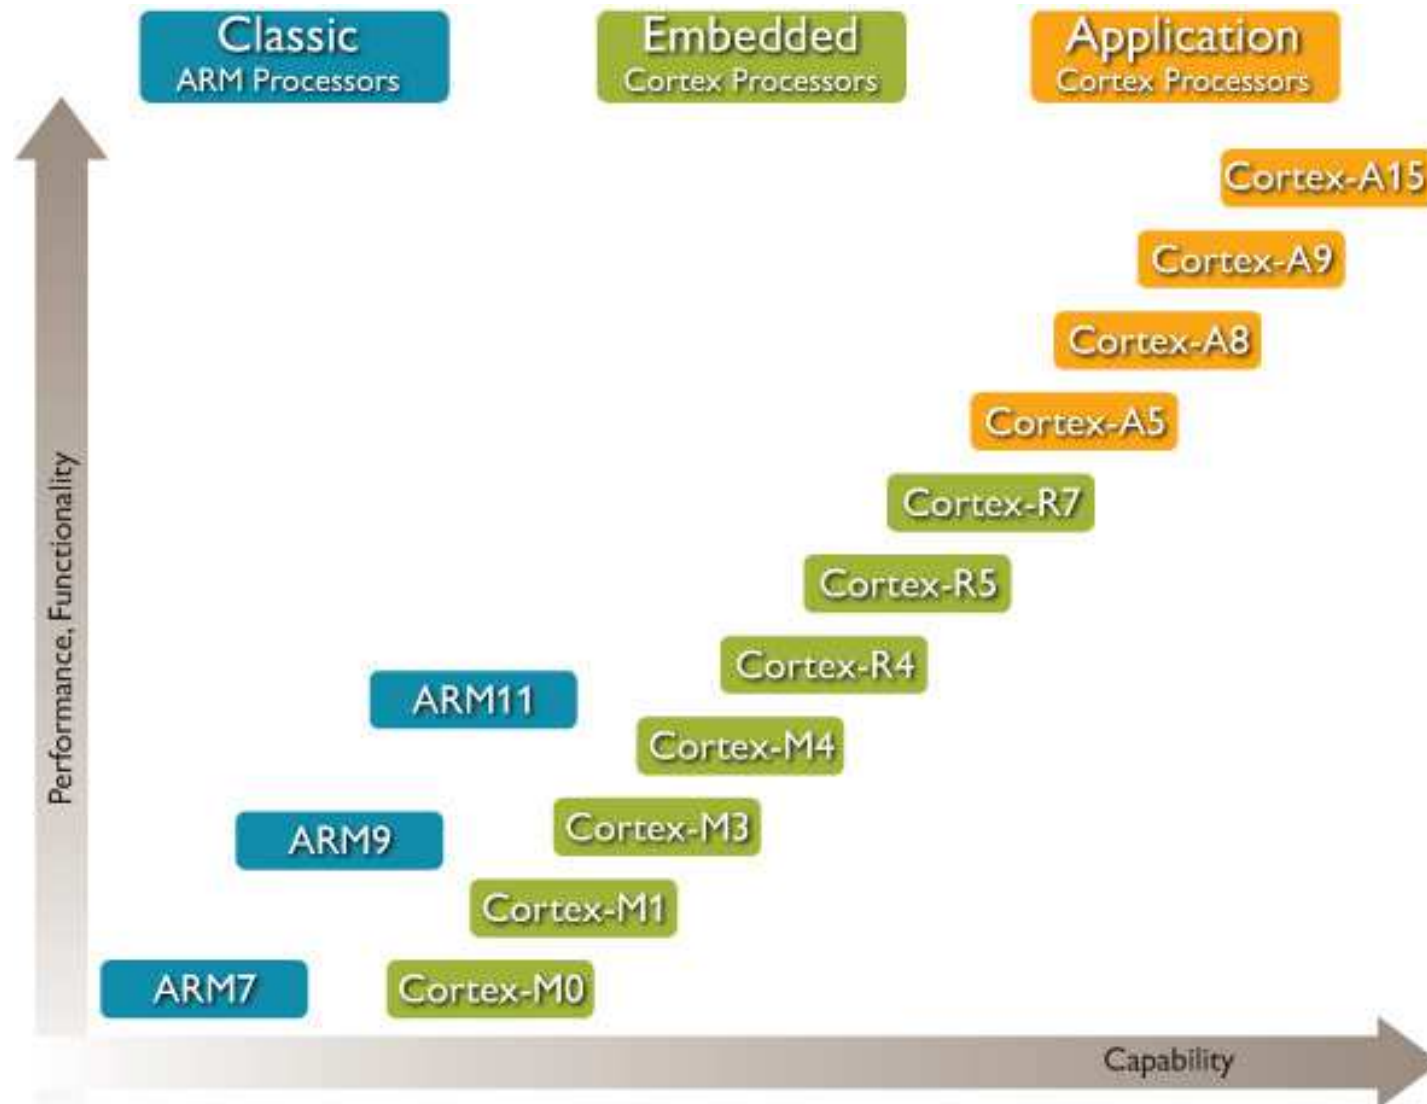 Classic
ARM Processors
Embedded
Cortex Processors
Application
Cortex Processors
Cortex-A15
Cortex-A9
Cortex-A8
Cortex-A5
Cortex-R7
Cortex-R5
Cortex-R4
ARM11
Cortex-M4
Cortex-M3
ARM9
Cortex-M1
ARM7
Cortex-M0
Performance, Functionality
Capability